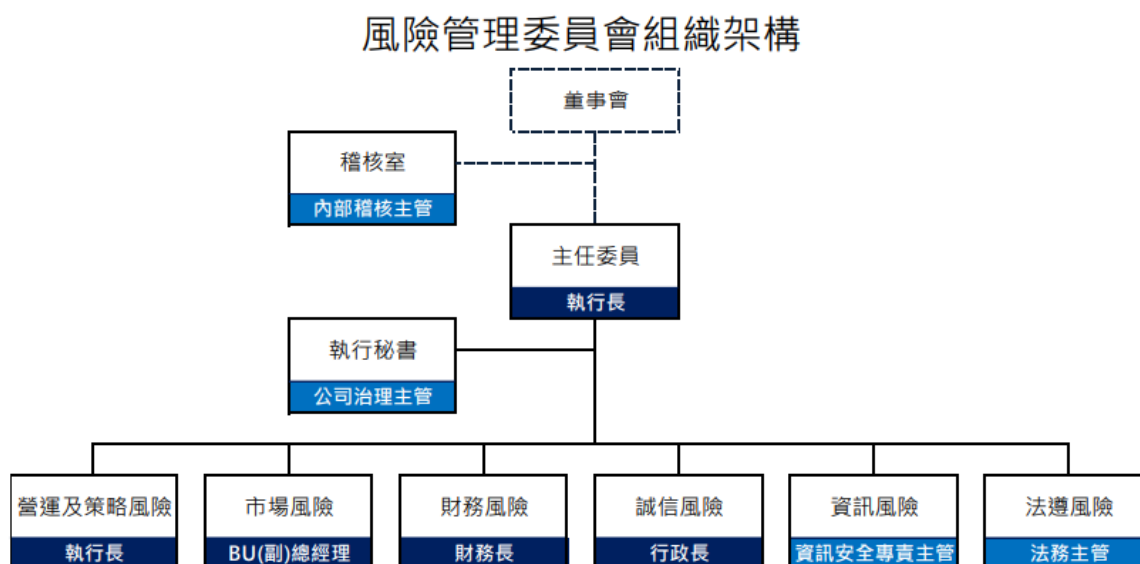 風險管理委員會組織架構
董事會
稽核室
內部稽核主管
主任委員
執行長
執行秘書
公司治理主管
營運及策略風險
執行長
市場風險
BU(副)總經理
財務風險
財務長
誠信風險
行政長
資訊風險
資訊安全專責主管
法遵風險
法務主管